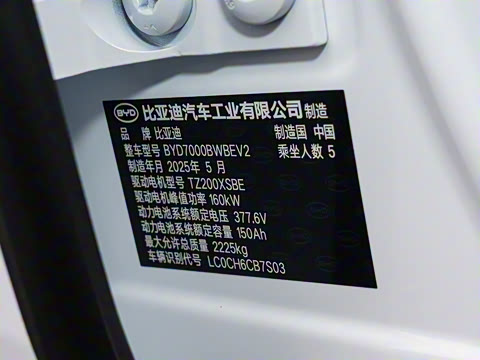 BYD 比亚迪汽车工业有限公司 制造
品 牌 比亚迪 制造国 中国
整车型号 BYD7000BWBEV2 乘坐人数 5
制造年月 2025年 5 月
驱动电机型号 TZ200XSBE
驱动电机峰值功率 160kW
动力电池系统额定电压 377.6V
动力电池系统额定容量 150Ah
最大允许总质量 2225kg
车辆识别代号 LC0CH6CB7S03